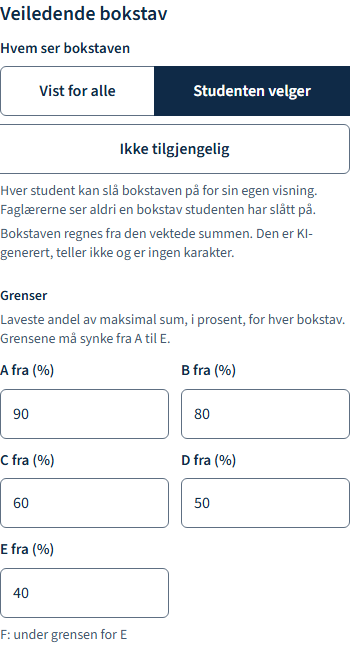 Veiledende bokstav
Hvem ser bokstaven
Vist for alle
Studenten velger
Ikke tilgjengelig
Hver student kan slå bokstaven på for sin egen visning.
Faglærerne ser aldri en bokstav studenten har slått på.
Bokstaven regnes fra den vektede summen. Den er KI-
generert, teller ikke og er ingen karakter.
Grenser
Laveste andel av maksimal sum, i prosent, for hver bokstav.
Grensene må synke fra A til E.
A fra (%)
B fra (%)
90
80
C fra (%)
D fra (%)
60
50
E fra (%)
40
F: under grensen for E